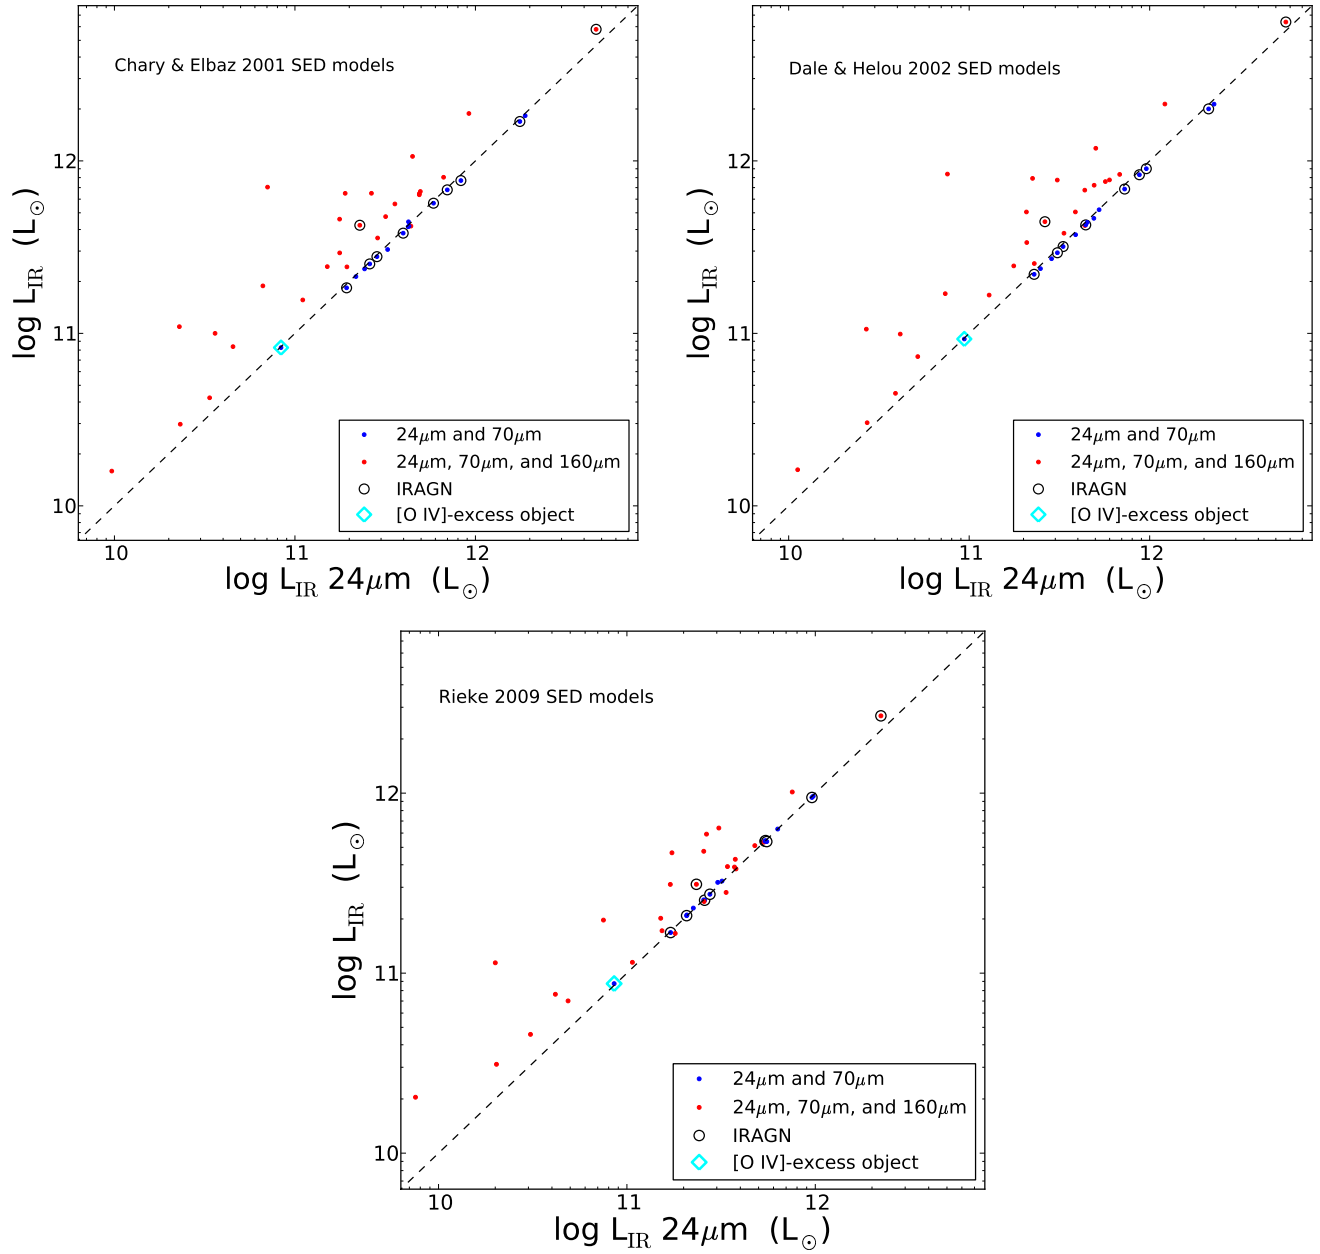 Chary & Elbaz 2001 SED models
12
11
10
10 11 12
log L_IR (L_⊙)
log L_IR 24μm (L_⊙)
24μm and 70μm
24μm, 70μm, and 160μm
IRAGN
[O IV]-excess object
Dale & Helou 2002 SED models
12
11
10
10 11 12
log L_IR (L_⊙)
log L_IR 24μm (L_⊙)
24μm and 70μm
24μm, 70μm, and 160μm
IRAGN
[O IV]-excess object
Rieke 2009 SED models
12
11
10
10 11 12
log L_IR (L_⊙)
log L_IR 24μm (L_⊙)
24μm and 70μm
24μm, 70μm, and 160μm
IRAGN
[O IV]-excess object